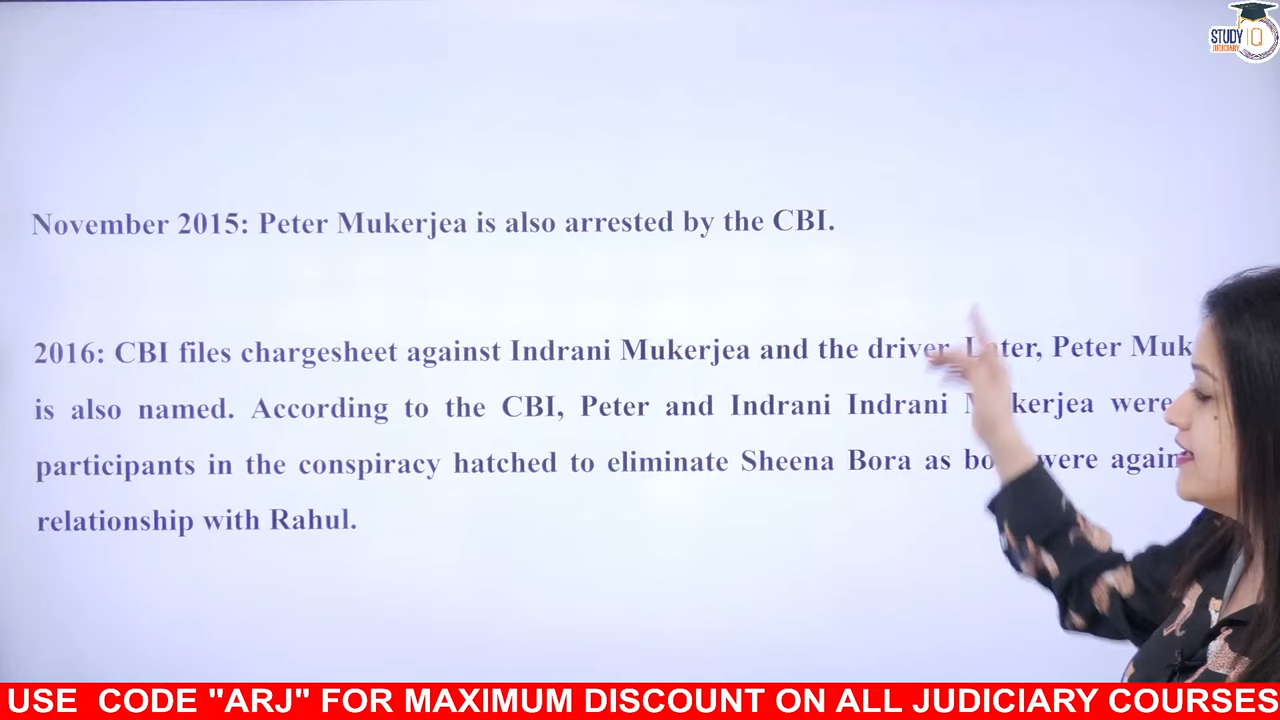 STUDY IQ
JUDICIARY
November 2015: Peter Mukerjea is also arrested by the CBI.
2016: CBI files chargesheet against Indrani Mukerjea and the driver. Later, Peter Muk
is also named. According to the CBI, Peter and Indrani Indrani M kerjea were
participants in the conspiracy hatched to eliminate Sheena Bora as bo were again
relationship with Rahul.
USE CODE "ARJ" FOR MAXIMUM DISCOUNT ON ALL JUDICIARY COURSES